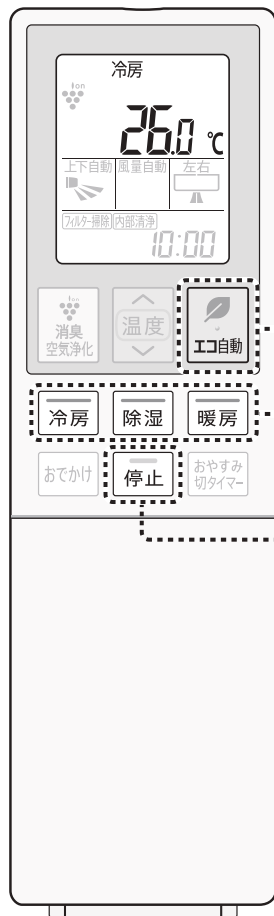 冷房
Ion
26.0 ℃
上下自動 風量自動 左右
フィルター掃除 内部清浄
10:00
Ion
消臭
空気浄化
温度
エコ自動
冷房 除湿 暖房
おでかけ 停止 おやすみ
切タイマー